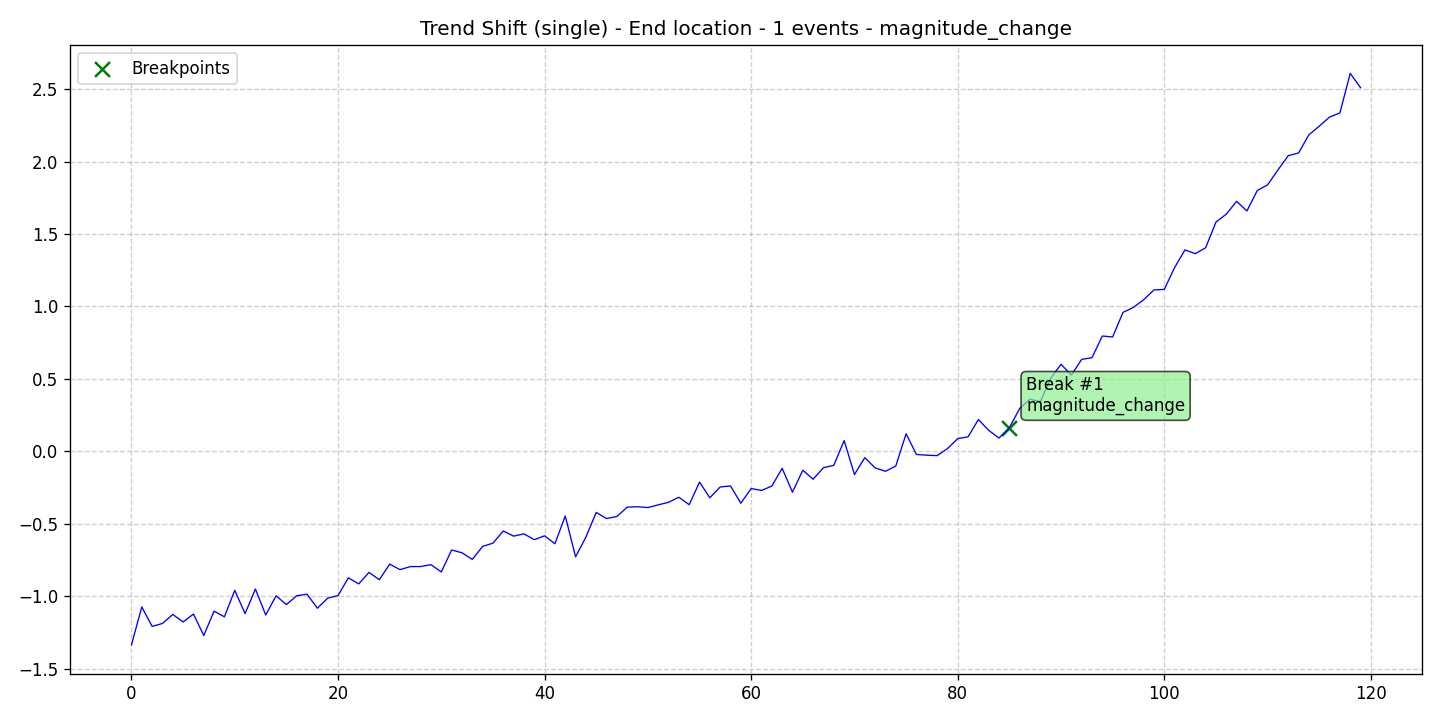 Trend Shift (single) - End location - 1 events - magnitude_change
Breakpoints
2.5
2.0
1.5
1.0
0.5
0.0
−0.5
−1.0
−1.5
Break #1
magnitude_change
0 20 40 60 80 100 120